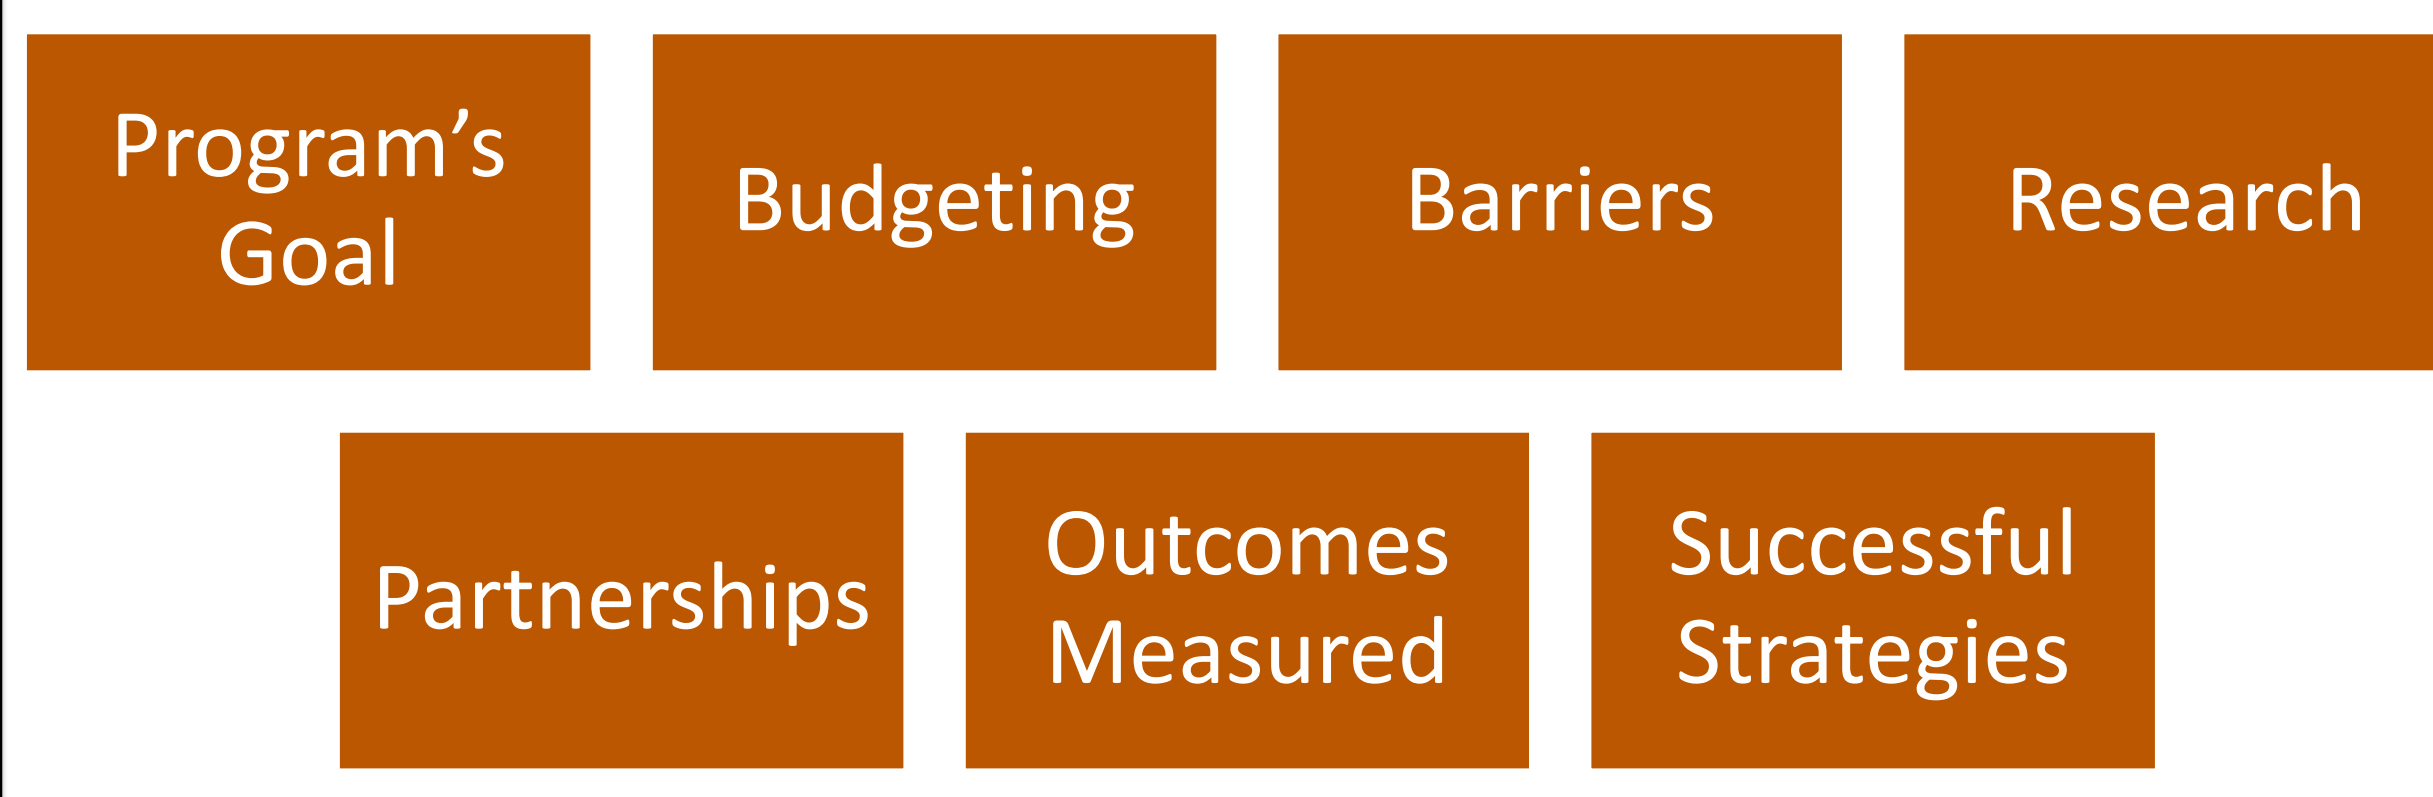 Program’s
Goal
Budgeting
Barriers
Research
Partnerships
Outcomes
Measured
Successful
Strategies